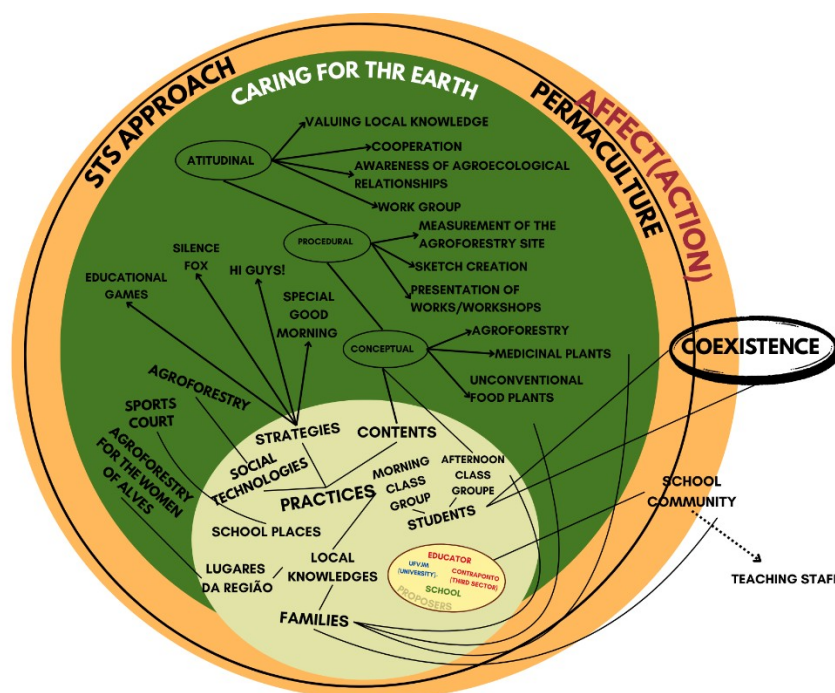 STS APPROACH
CARING FOR THR EARTH
PERMACULTURE
AFFECT(ACTION)
ATITUDINAL
VALUING LOCAL KNOWLEDGE
COOPERATION
AWARENESS OF AGROECOLOGICAL
RELATIONSHIPS
WORK GROUP
PROCEDURAL
MEASUREMENT OF THE
AGROFORESTRY SITE
SKETCH CREATION
PRESENTATION OF
WORKS/WORKSHOPS
SILENCE
FOX
HI GUYS!
EDUCATIONAL
GAMES
SPECIAL
GOOD
MORNING
CONCEPTUAL
AGROFORESTRY
MEDICINAL PLANTS
UNCONVENTIONAL
FOOD PLANTS
COEXISTENCE
AGROFORESTRY
SPORTS
COURT
AGROFORESTRY
FOR THE WOMEN
OF ALVES
STRATEGIES
CONTENTS
SOCIAL
TECHNOLOGIES
PRACTICES
MORNING
CLASS
GROUP
AFTERNOON
CLASS
GROUPE
STUDENTS
SCHOOL PLACES
SCHOOL
COMMUNITY
TEACHING STAFF
LUGARES
DA REGIÃO
LOCAL
KNOWLEDGES
FAMILIES
EDUCATOR
UFVJM
(UNIVERSITY)
CONTRAPONTO
(THIRD SECTOR)
SCHOOL
PROPOSERS